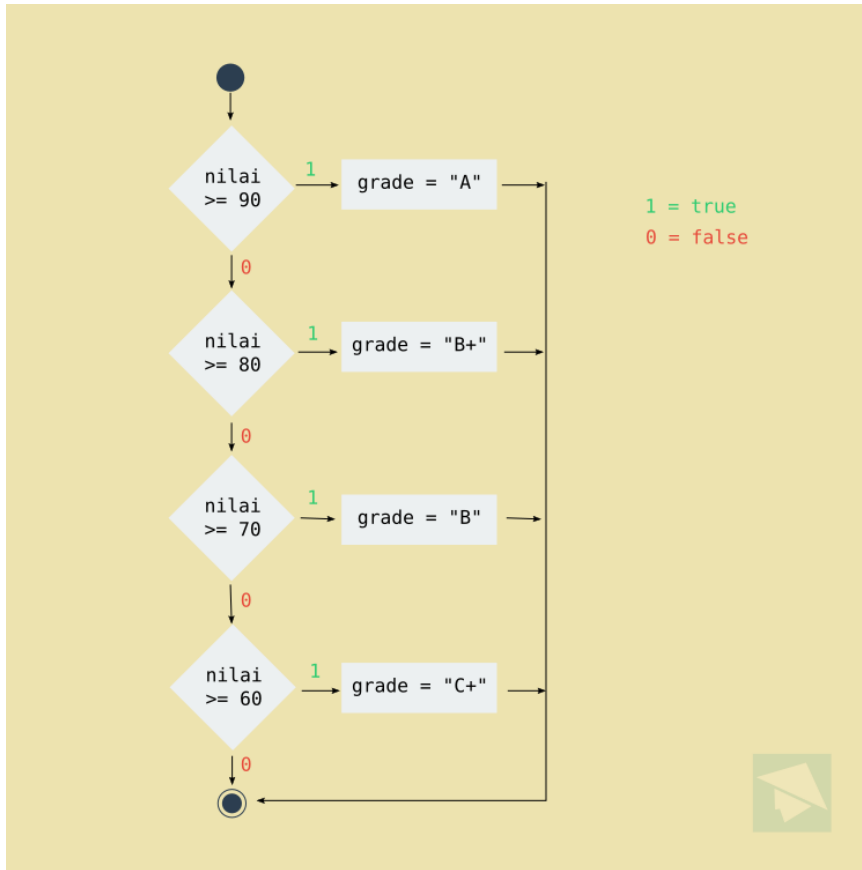 nilai
>= 90
1
grade = "A"
1 = true
0 = false
0
nilai
>= 80
1
grade = "B+"
0
nilai
>= 70
1
grade = "B"
0
nilai
>= 60
1
grade = "C+"
0